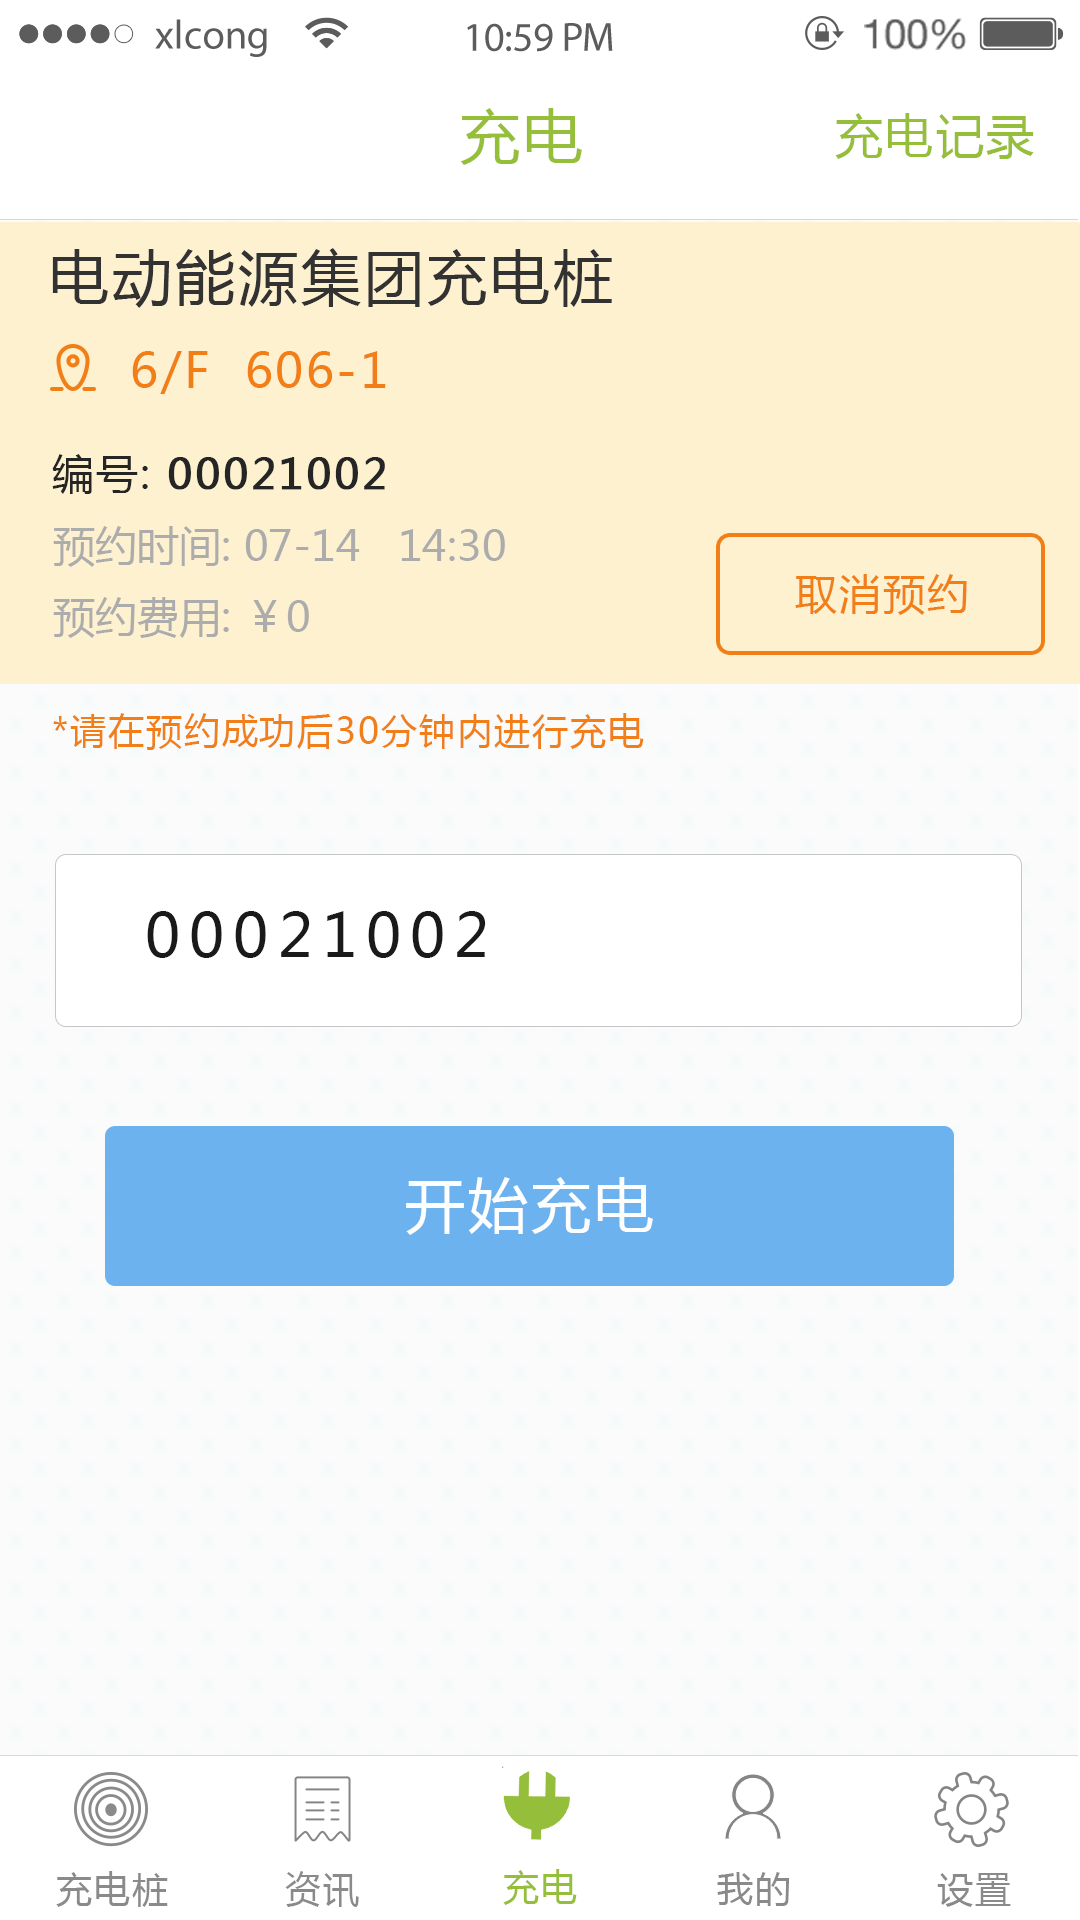 xlcong 10:59 PM 100%
充电 充电记录
电动能源集团充电桩
6/F 606-1
编号: 00021002
预约时间: 07-14 14:30
预约费用: ¥0
取消预约
*请在预约成功后30分钟内进行充电
00021002
开始充电
充电桩 资讯 充电 我的 设置